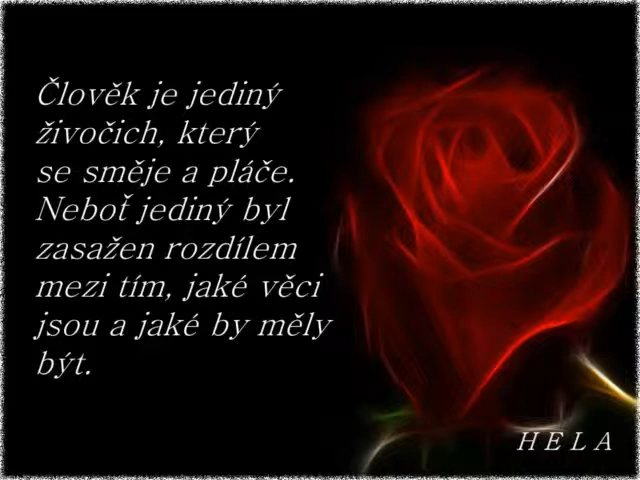 Člověk je jediný
živočich, který
se směje a pláče.
Neboť jediný byl
zasažen rozdílem
mezi tím, jaké věci
jsou a jaké by měly
být.
H E L A